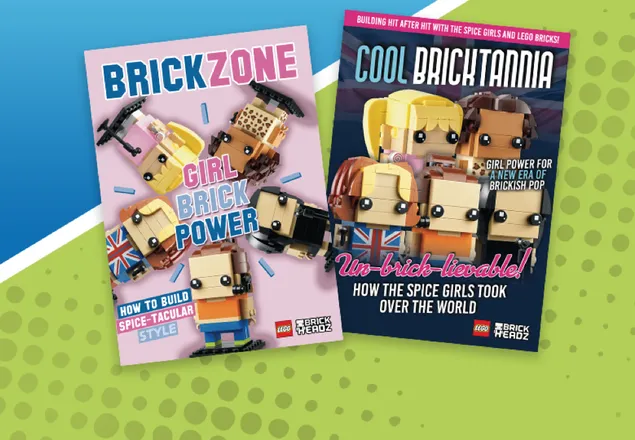 BRICKZONE
GIRL
BRICK
POWER
HOW TO BUILD
SPICE-TACULAR
STYLE
LEGO BRICK
HEADZ
BUILDING HIT AFTER HIT WITH THE SPICE GIRLS AND LEGO BRICKS!
COOL BRICKTANNIA
GIRL POWER FOR
A NEW ERA OF
BRICKISH POP
Un-brick-lievable!
HOW THE SPICE GIRLS TOOK
OVER THE WORLD
LEGO BRICK
HEADZ